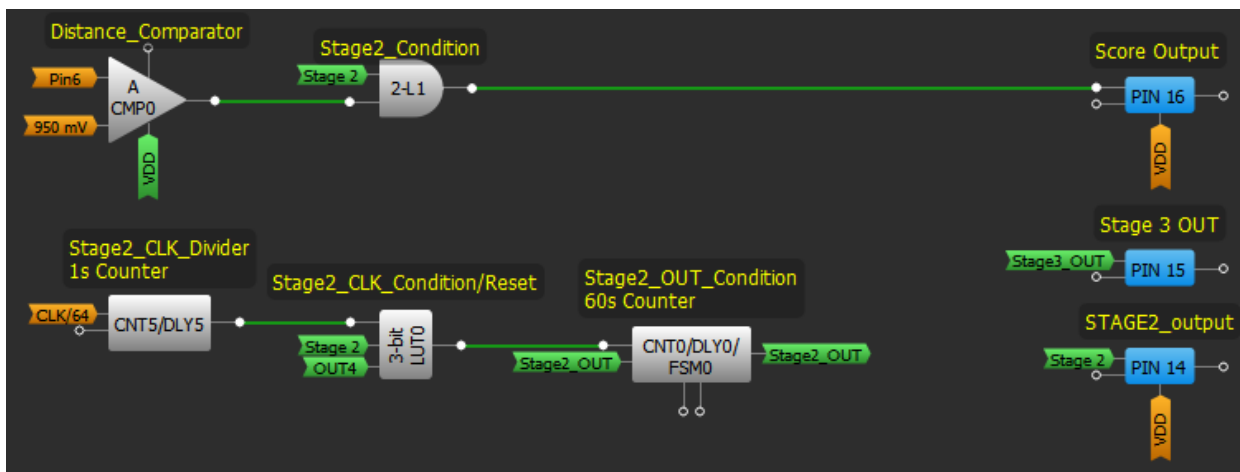 Distance_Comparator
Stage2_Condition
Score Output
Pin6
A
CMP0
Stage 2
2-L1
PIN 16
950 mV
VDD
VDD
Stage 3 OUT
Stage2_CLK_Divider
1s Counter
Stage2_CLK_Condition/Reset
Stage2_OUT_Condition
60s Counter
Stage3_OUT
PIN 15
CLK/64
CNT5/DLY5
Stage 2
OUT4
3-bit
LUT0
Stage2_OUT
CNT0/DLY0/
FSM0
Stage2_OUT
STAGE2_output
Stage 2
PIN 14
VDD